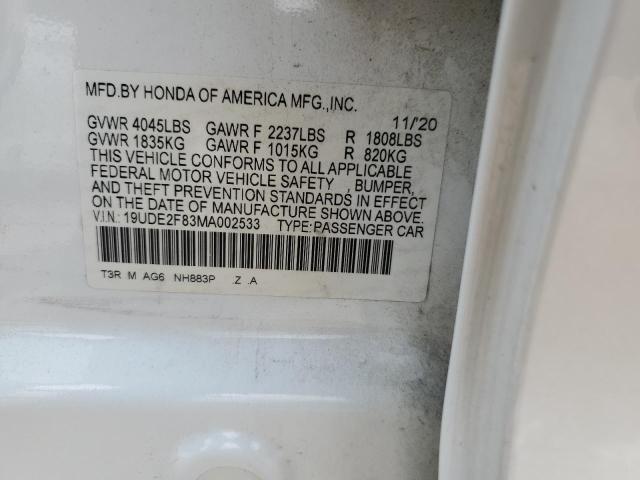 MFD.BY HONDA OF AMERICA MFG.,INC.
11/'20
GVWR 4045LBS GAWR F 2237LBS R 1808LBS
GVWR 1835KG GAWR F 1015KG R 820KG
THIS VEHICLE CONFORMS TO ALL APPLICABLE
FEDERAL MOTOR VEHICLE SAFETY , BUMPER,
AND THEFT PREVENTION STANDARDS IN EFFECT
ON THE DATE OF MANUFACTURE SHOWN ABOVE.
V.I.N: 19UDE2F83MA002533 TYPE:PASSENGER CAR
T3R M AG6 NH883P .Z .A